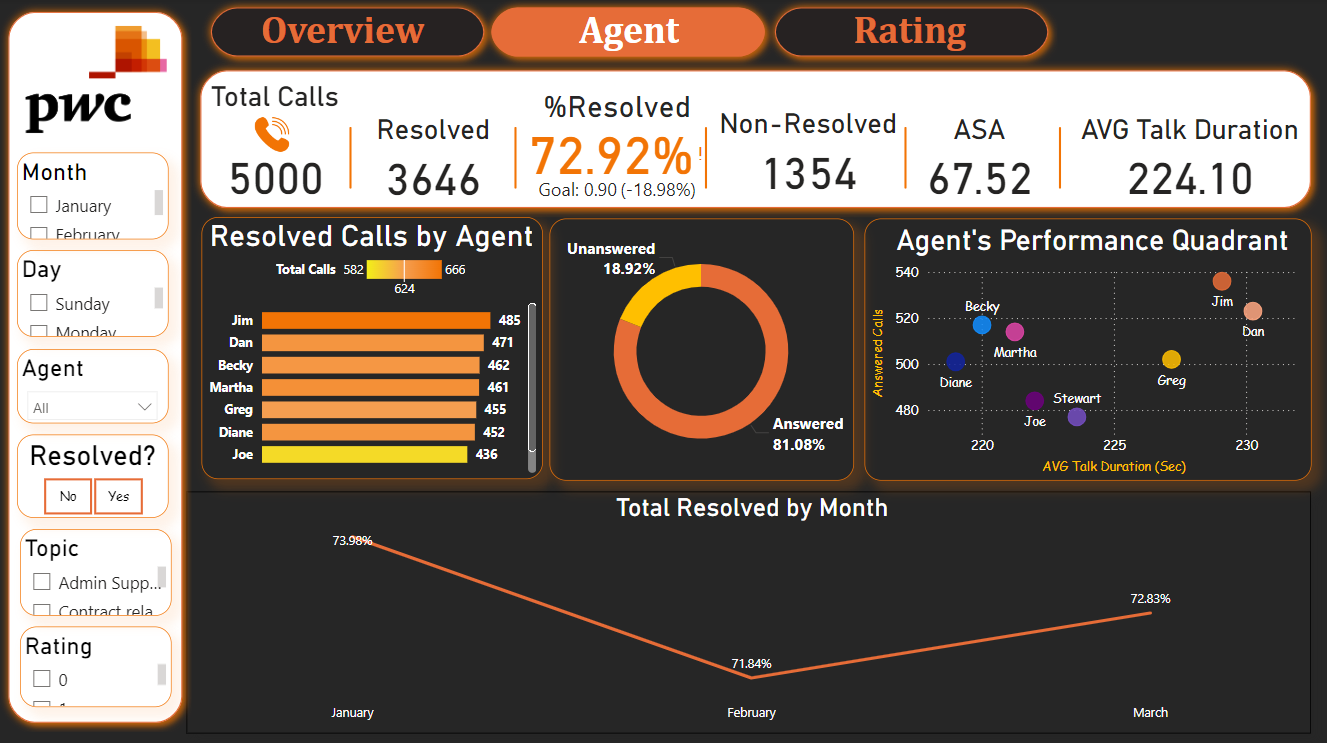 pwc
Month
January
February
Day
Sunday
Monday
Agent
All
Resolved?
No Yes
Topic
Admin Supp...
Contract rela
Rating
0
Overview Agent Rating
Total Calls
5000
Resolved
3646
%Resolved
72.92%!
Goal: 0.90 (-18.98%)
Non-Resolved
1354
ASA
67.52
AVG Talk Duration
224.10
Resolved Calls by Agent
Total Calls 582 666
624
Jim 485
Dan 471
Becky 462
Martha 461
Greg 455
Diane 452
Joe 436
Unanswered
18.92%
Answered
81.08%
Agent's Performance Quadrant
Answered Calls
540
520
500
480
Becky
Jim
Dan
Martha
Greg
Diane
Stewart
Joe
220 225 230
AVG Talk Duration (Sec)
Total Resolved by Month
73.98%
72.83%
71.84%
January February March